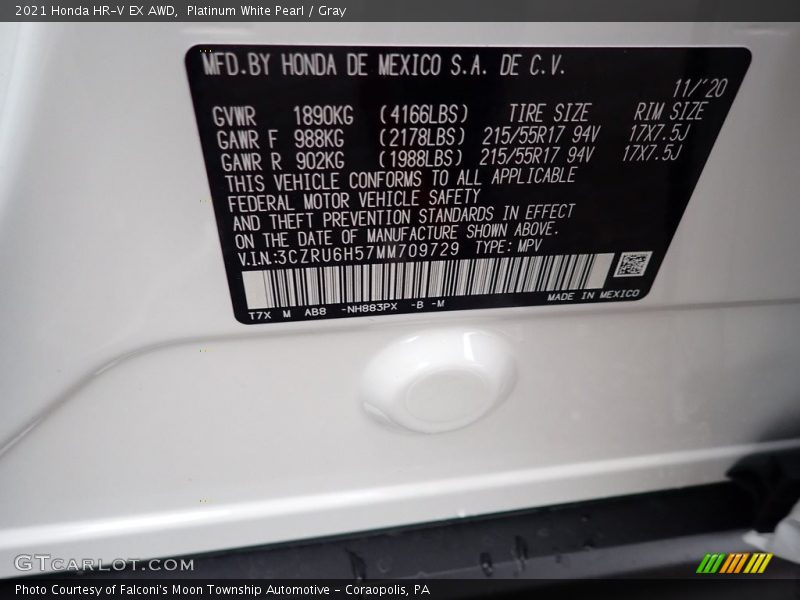 2021 Honda HR-V EX AWD, Platinum White Pearl / Gray
MFD.BY HONDA DE MEXICO S.A. DE C.V.
11/'20
GVWR 1890KG (4166LBS) TIRE SIZE RIM SIZE
GAWR F 988KG (2178LBS) 215/55R17 94V 17X7.5J
GAWR R 902KG (1988LBS) 215/55R17 94V 17X7.5J
THIS VEHICLE CONFORMS TO ALL APPLICABLE
FEDERAL MOTOR VEHICLE SAFETY
AND THEFT PREVENTION STANDARDS IN EFFECT
ON THE DATE OF MANUFACTURE SHOWN ABOVE.
V.I.N.:3CZRU6H57MM709729 TYPE: MPV
T7X M AB8 -NH883PX -B -M
MADE IN MEXICO
GTCARLOT.COM
Photo Courtesy of Falconi's Moon Township Automotive - Coraopolis, PA